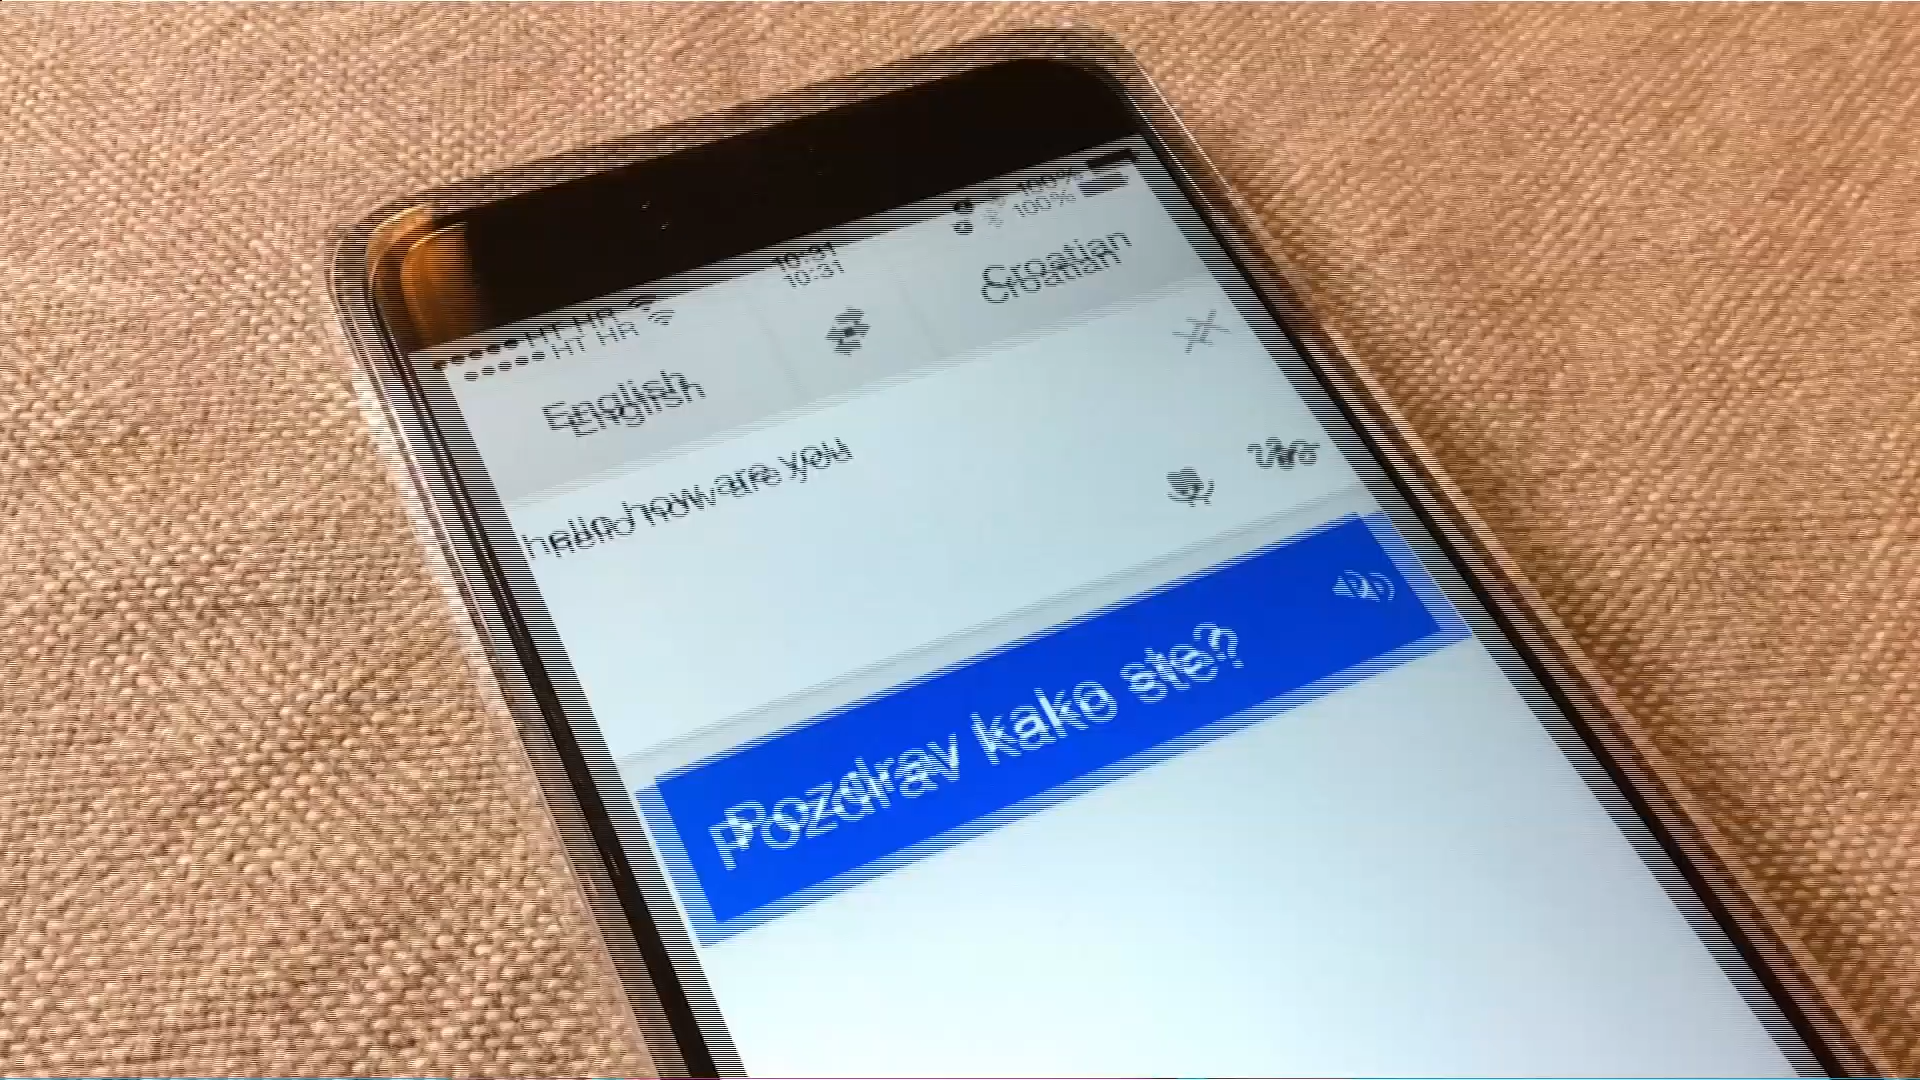 HT HR 10:31 100%
English Croatian
hello how are you
Pozdrav kako ste?